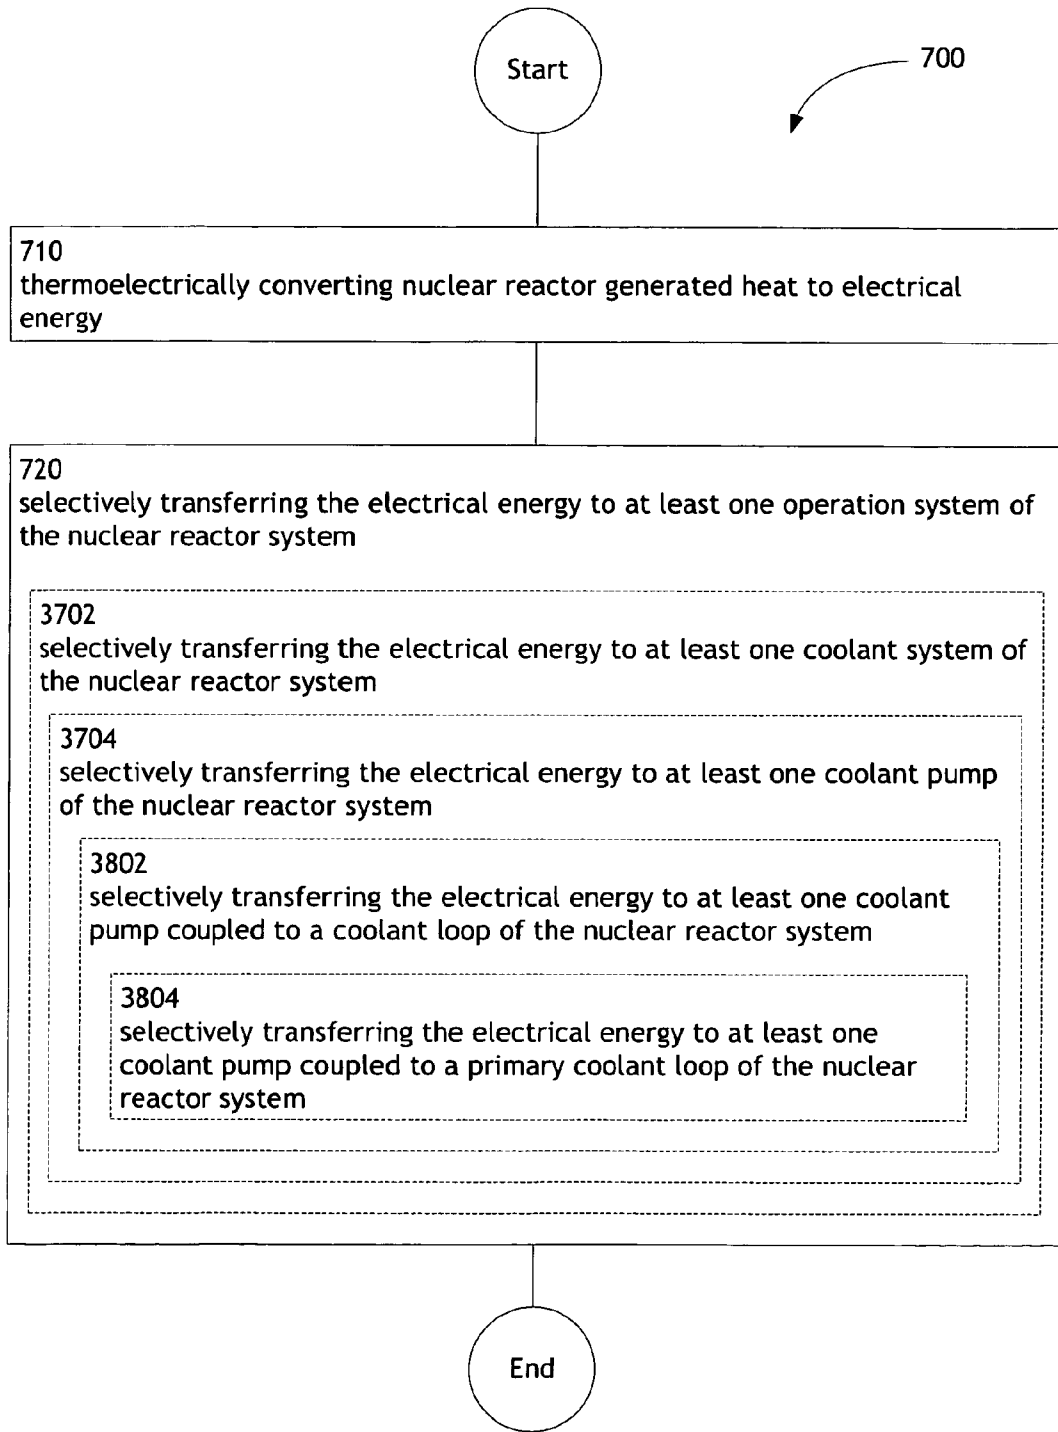 Start
700
710
thermoelectrically converting nuclear reactor generated heat to electrical
energy
720
selectively transferring the electrical energy to at least one operation system of
the nuclear reactor system
3702
selectively transferring the electrical energy to at least one coolant system of
the nuclear reactor system
3704
selectively transferring the electrical energy to at least one coolant pump
of the nuclear reactor system
3802
selectively transferring the electrical energy to at least one coolant
pump coupled to a coolant loop of the nuclear reactor system
3804
selectively transferring the electrical energy to at least one
coolant pump coupled to a primary coolant loop of the nuclear
reactor system
End